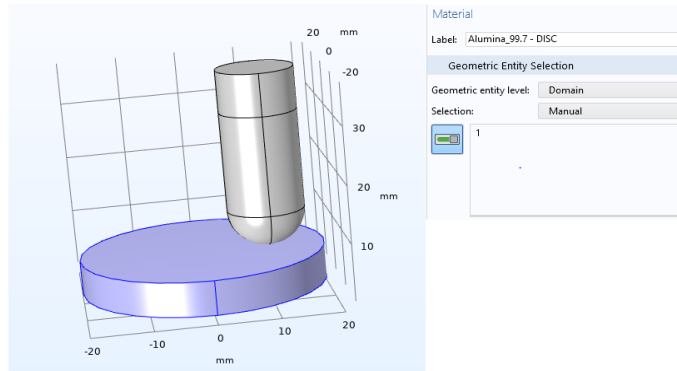 20 mm
0
-20
30
20
mm
10
20
10
0
-10
-20
mm
Material
Label: Alumina_99.7 - DISC
Geometric Entity Selection
Geometric entity level: Domain
Selection: Manual
1